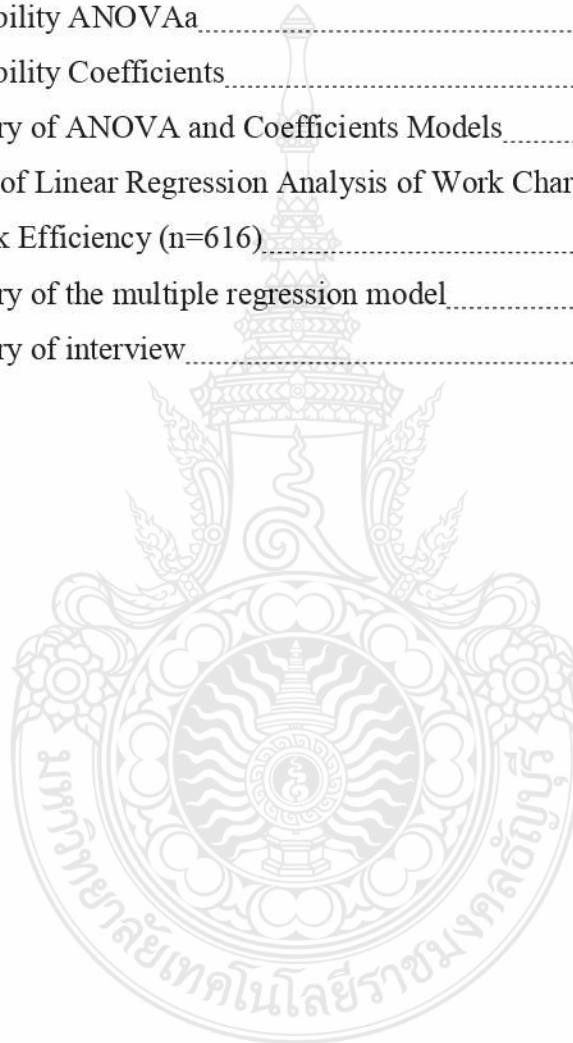 bility ANOVAa
bility Coefficients
ry of ANOVA and Coefficients Models
of Linear Regression Analysis of Work Char
k Efficiency (n=616)
ry of the multiple regression model
ry of interview
มหาวิทยาลัยเทคโนโลยีราชมงคลธัญบุรี